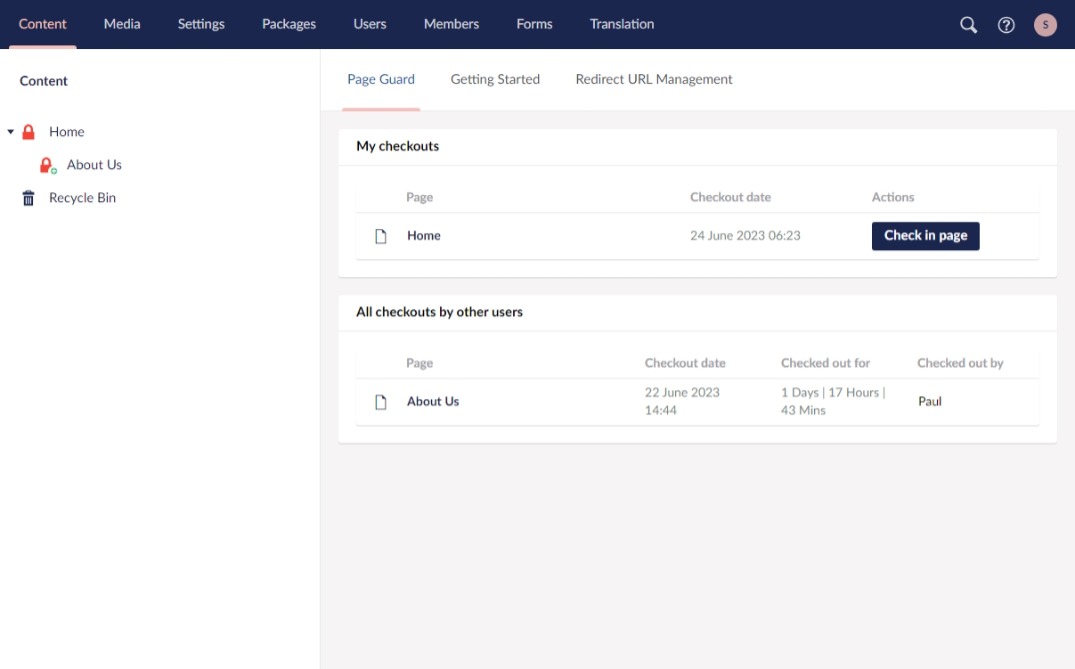 Content Media Settings Packages Users Members Forms Translation
S
Content
Home
About Us
Recycle Bin
Page Guard Getting Started Redirect URL Management
My checkouts
Page Checkout date Actions
Home 24 June 2023 06:23 Check in page
All checkouts by other users
Page Checkout date Checked out for Checked out by
About Us 22 June 2023 14:44 1 Days | 17 Hours | 43 Mins Paul